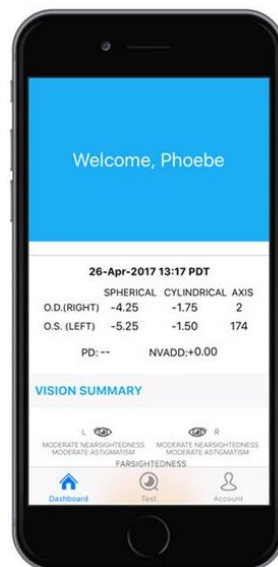 Welcome, Phoebe
26-Apr-2017 13:17 PDT
SPHERICAL CYLINDRICAL AXIS
O.D.(RIGHT) -4.25 -1.75 2
O.S. (LEFT) -5.25 -1.50 174
PD: -- NVADD:+0.00
VISION SUMMARY
L R
MODERATE NEARSIGHTEDNESS MODERATE NEARSIGHTEDNESS
MODERATE ASTIGMATISM MODERATE ASTIGMATISM
FARSIGHTEDNESS
Dashboard Test Account